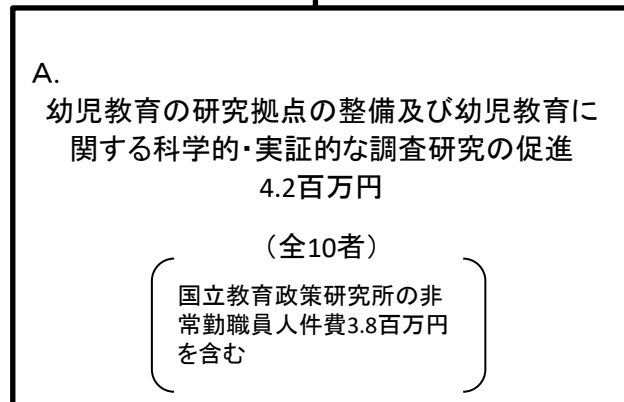 A.
幼児教育の研究拠点の整備及び幼児教育に
関する科学的・実証的な調査研究の促進
4.2百万円
（全10者）
国立教育政策研究所の非
常勤職員人件費3.8百万円
を含む